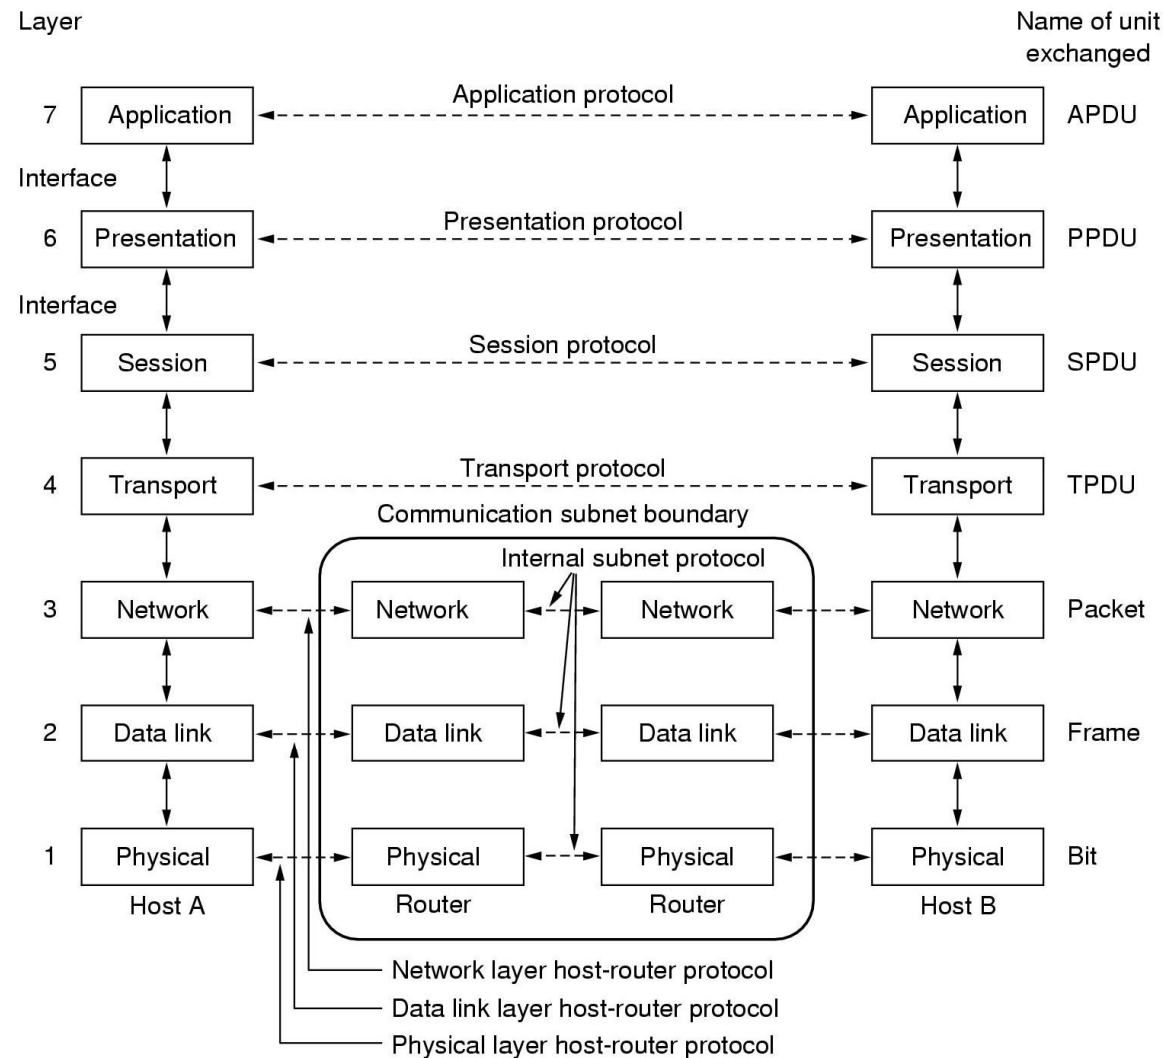 Layer
Name of unit
exchanged
7
Application
Application protocol
Application
APDU
Interface
6
Presentation
Presentation protocol
Presentation
PPDU
Interface
5
Session
Session protocol
Session
SPDU
4
Transport
Transport protocol
Transport
TPDU
Communication subnet boundary
Internal subnet protocol
3
Network
Network
Network
Network
Packet
2
Data link
Data link
Data link
Data link
Frame
1
Physical
Physical
Physical
Physical
Bit
Host A
Router
Router
Host B
Network layer host-router protocol
Data link layer host-router protocol
Physical layer host-router protocol